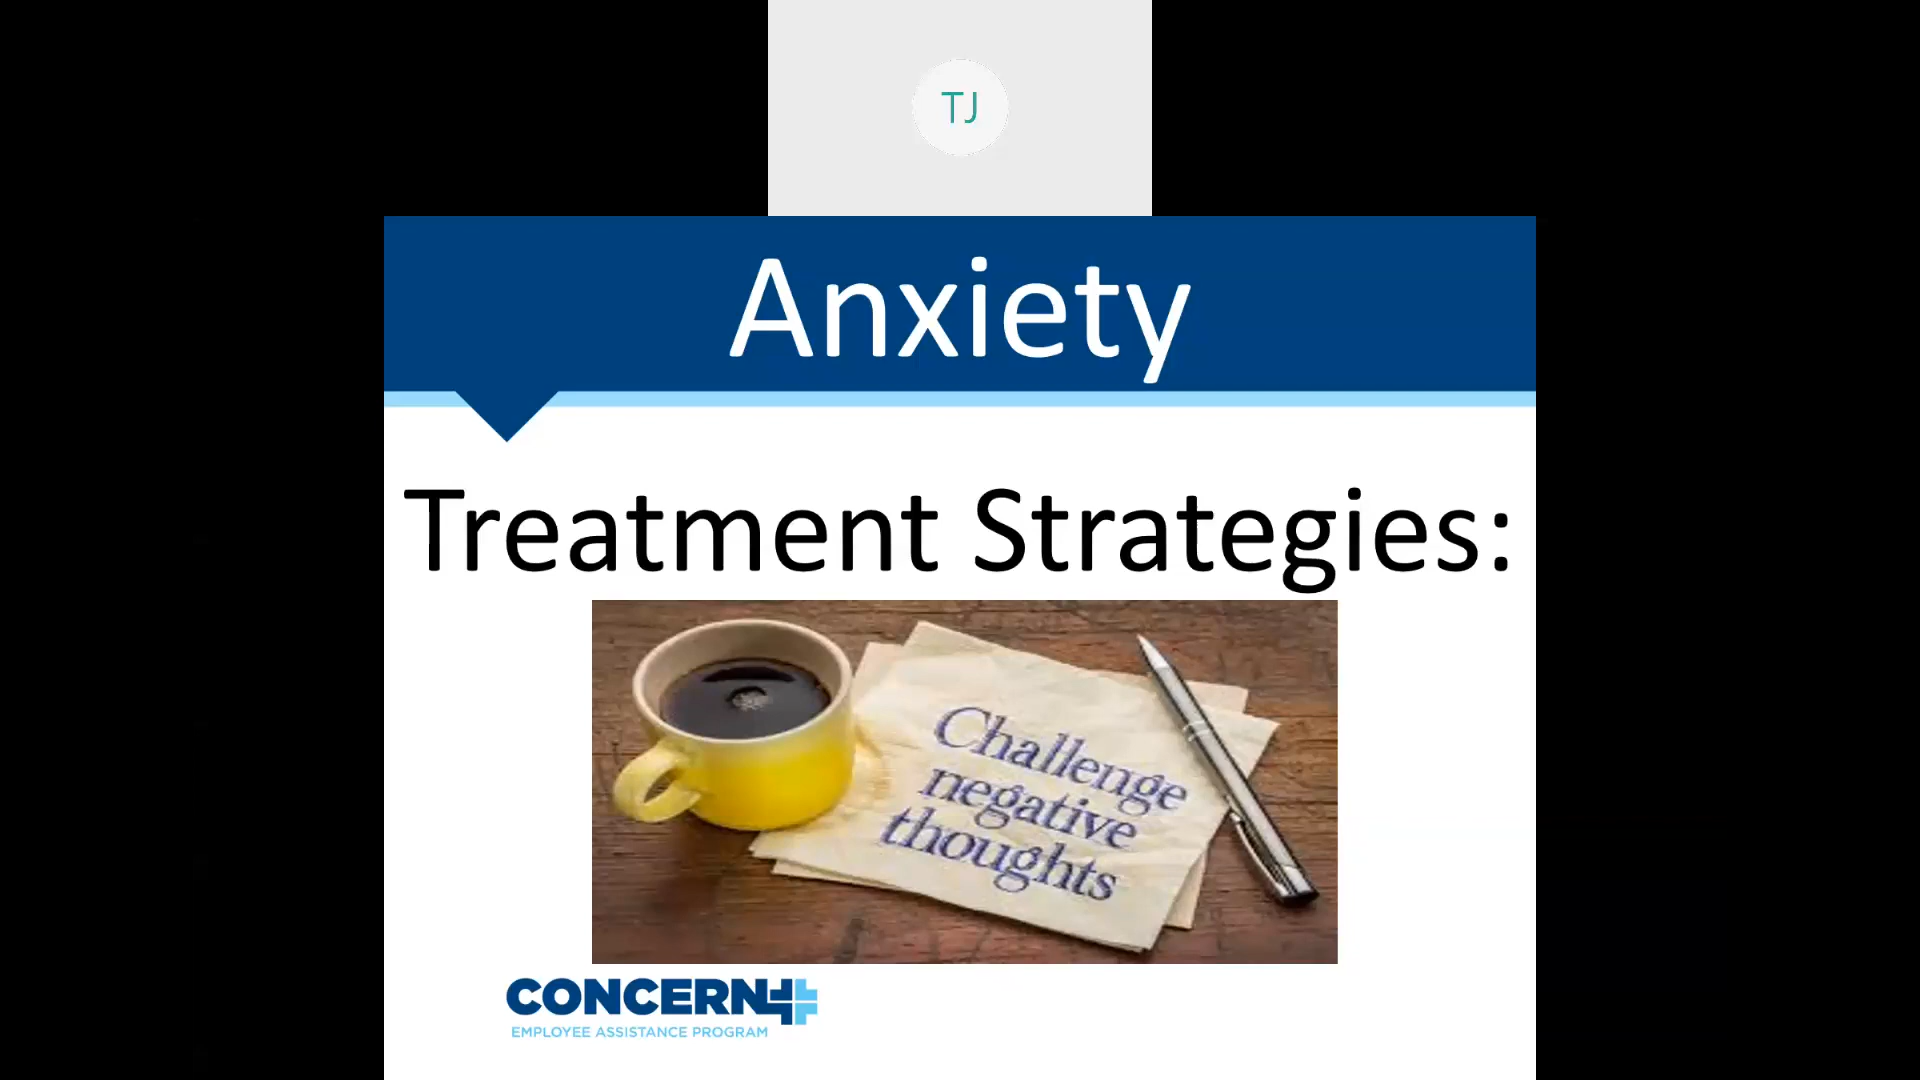 TJ
Anxiety
Treatment Strategies:
Challenge
negative
thoughts
CONCERN
EMPLOYEE ASSISTANCE PROGRAM